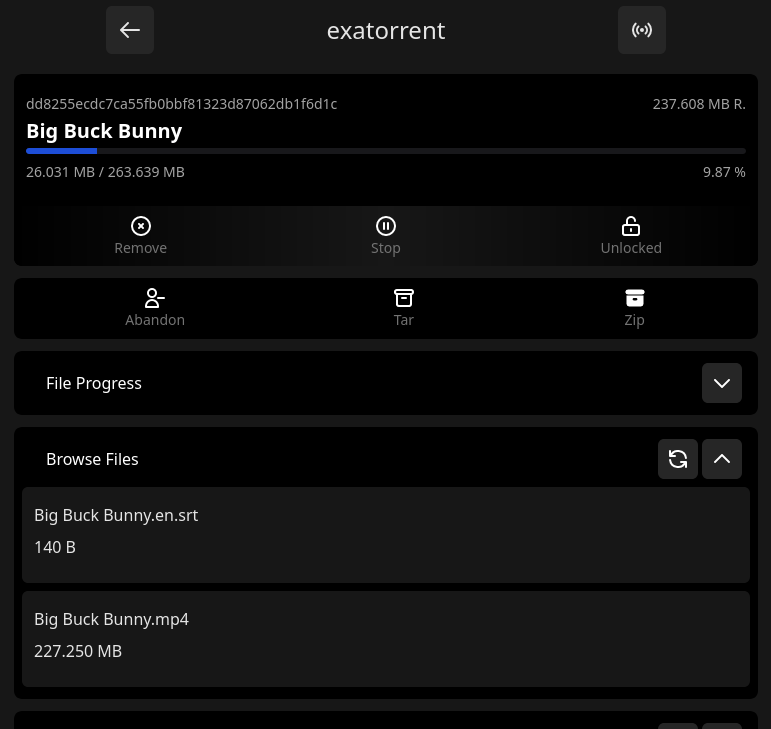 exatorrent
dd8255ecdc7ca55fb0bbf81323d87062db1f6d1c 237.608 MB R.
Big Buck Bunny
26.031 MB / 263.639 MB 9.87 %
Remove Stop Unlocked
Abandon Tar Zip
File Progress
Browse Files
Big Buck Bunny.en.srt
140 B
Big Buck Bunny.mp4
227.250 MB